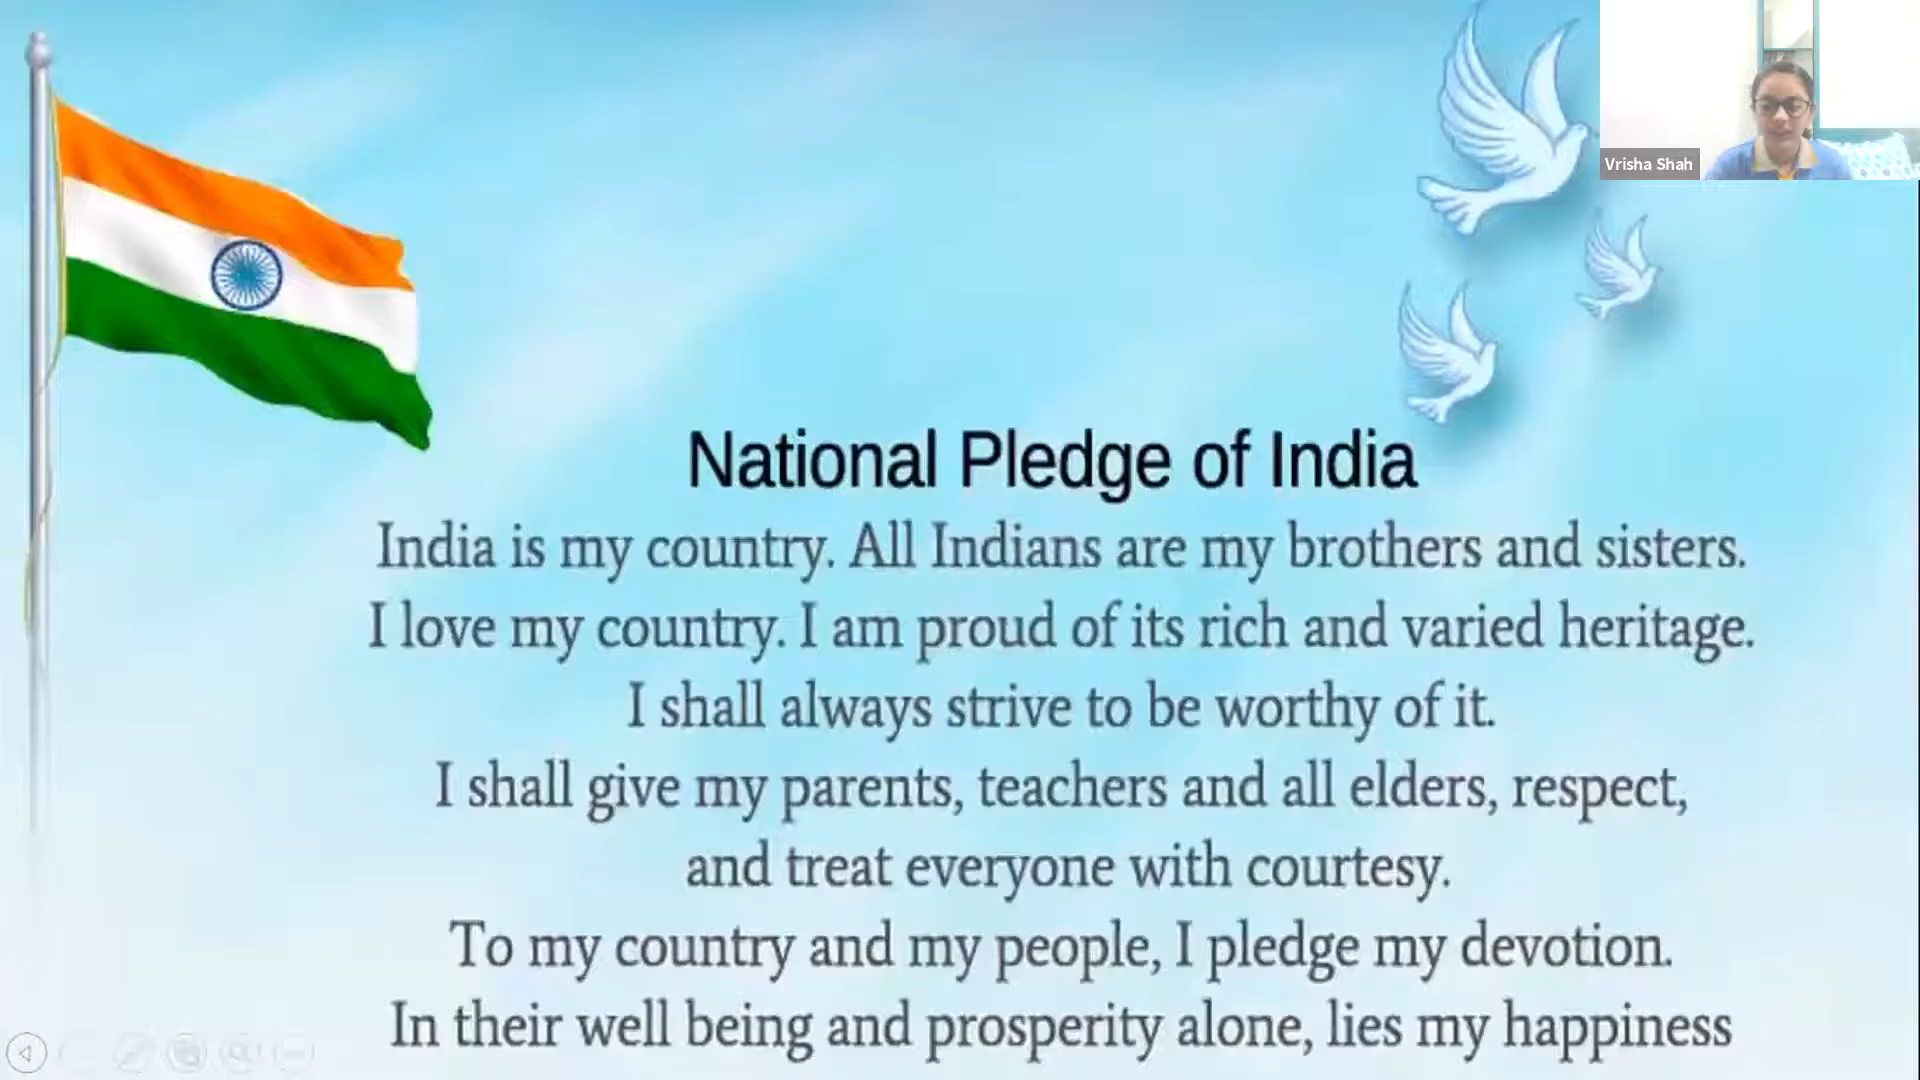 Vrisha Shah
National Pledge of India
India is my country. All Indians are my brothers and sisters.
I love my country. I am proud of its rich and varied heritage.
I shall always strive to be worthy of it.
I shall give my parents, teachers and all elders, respect,
and treat everyone with courtesy.
To my country and my people, I pledge my devotion.
In their well being and prosperity alone, lies my happiness